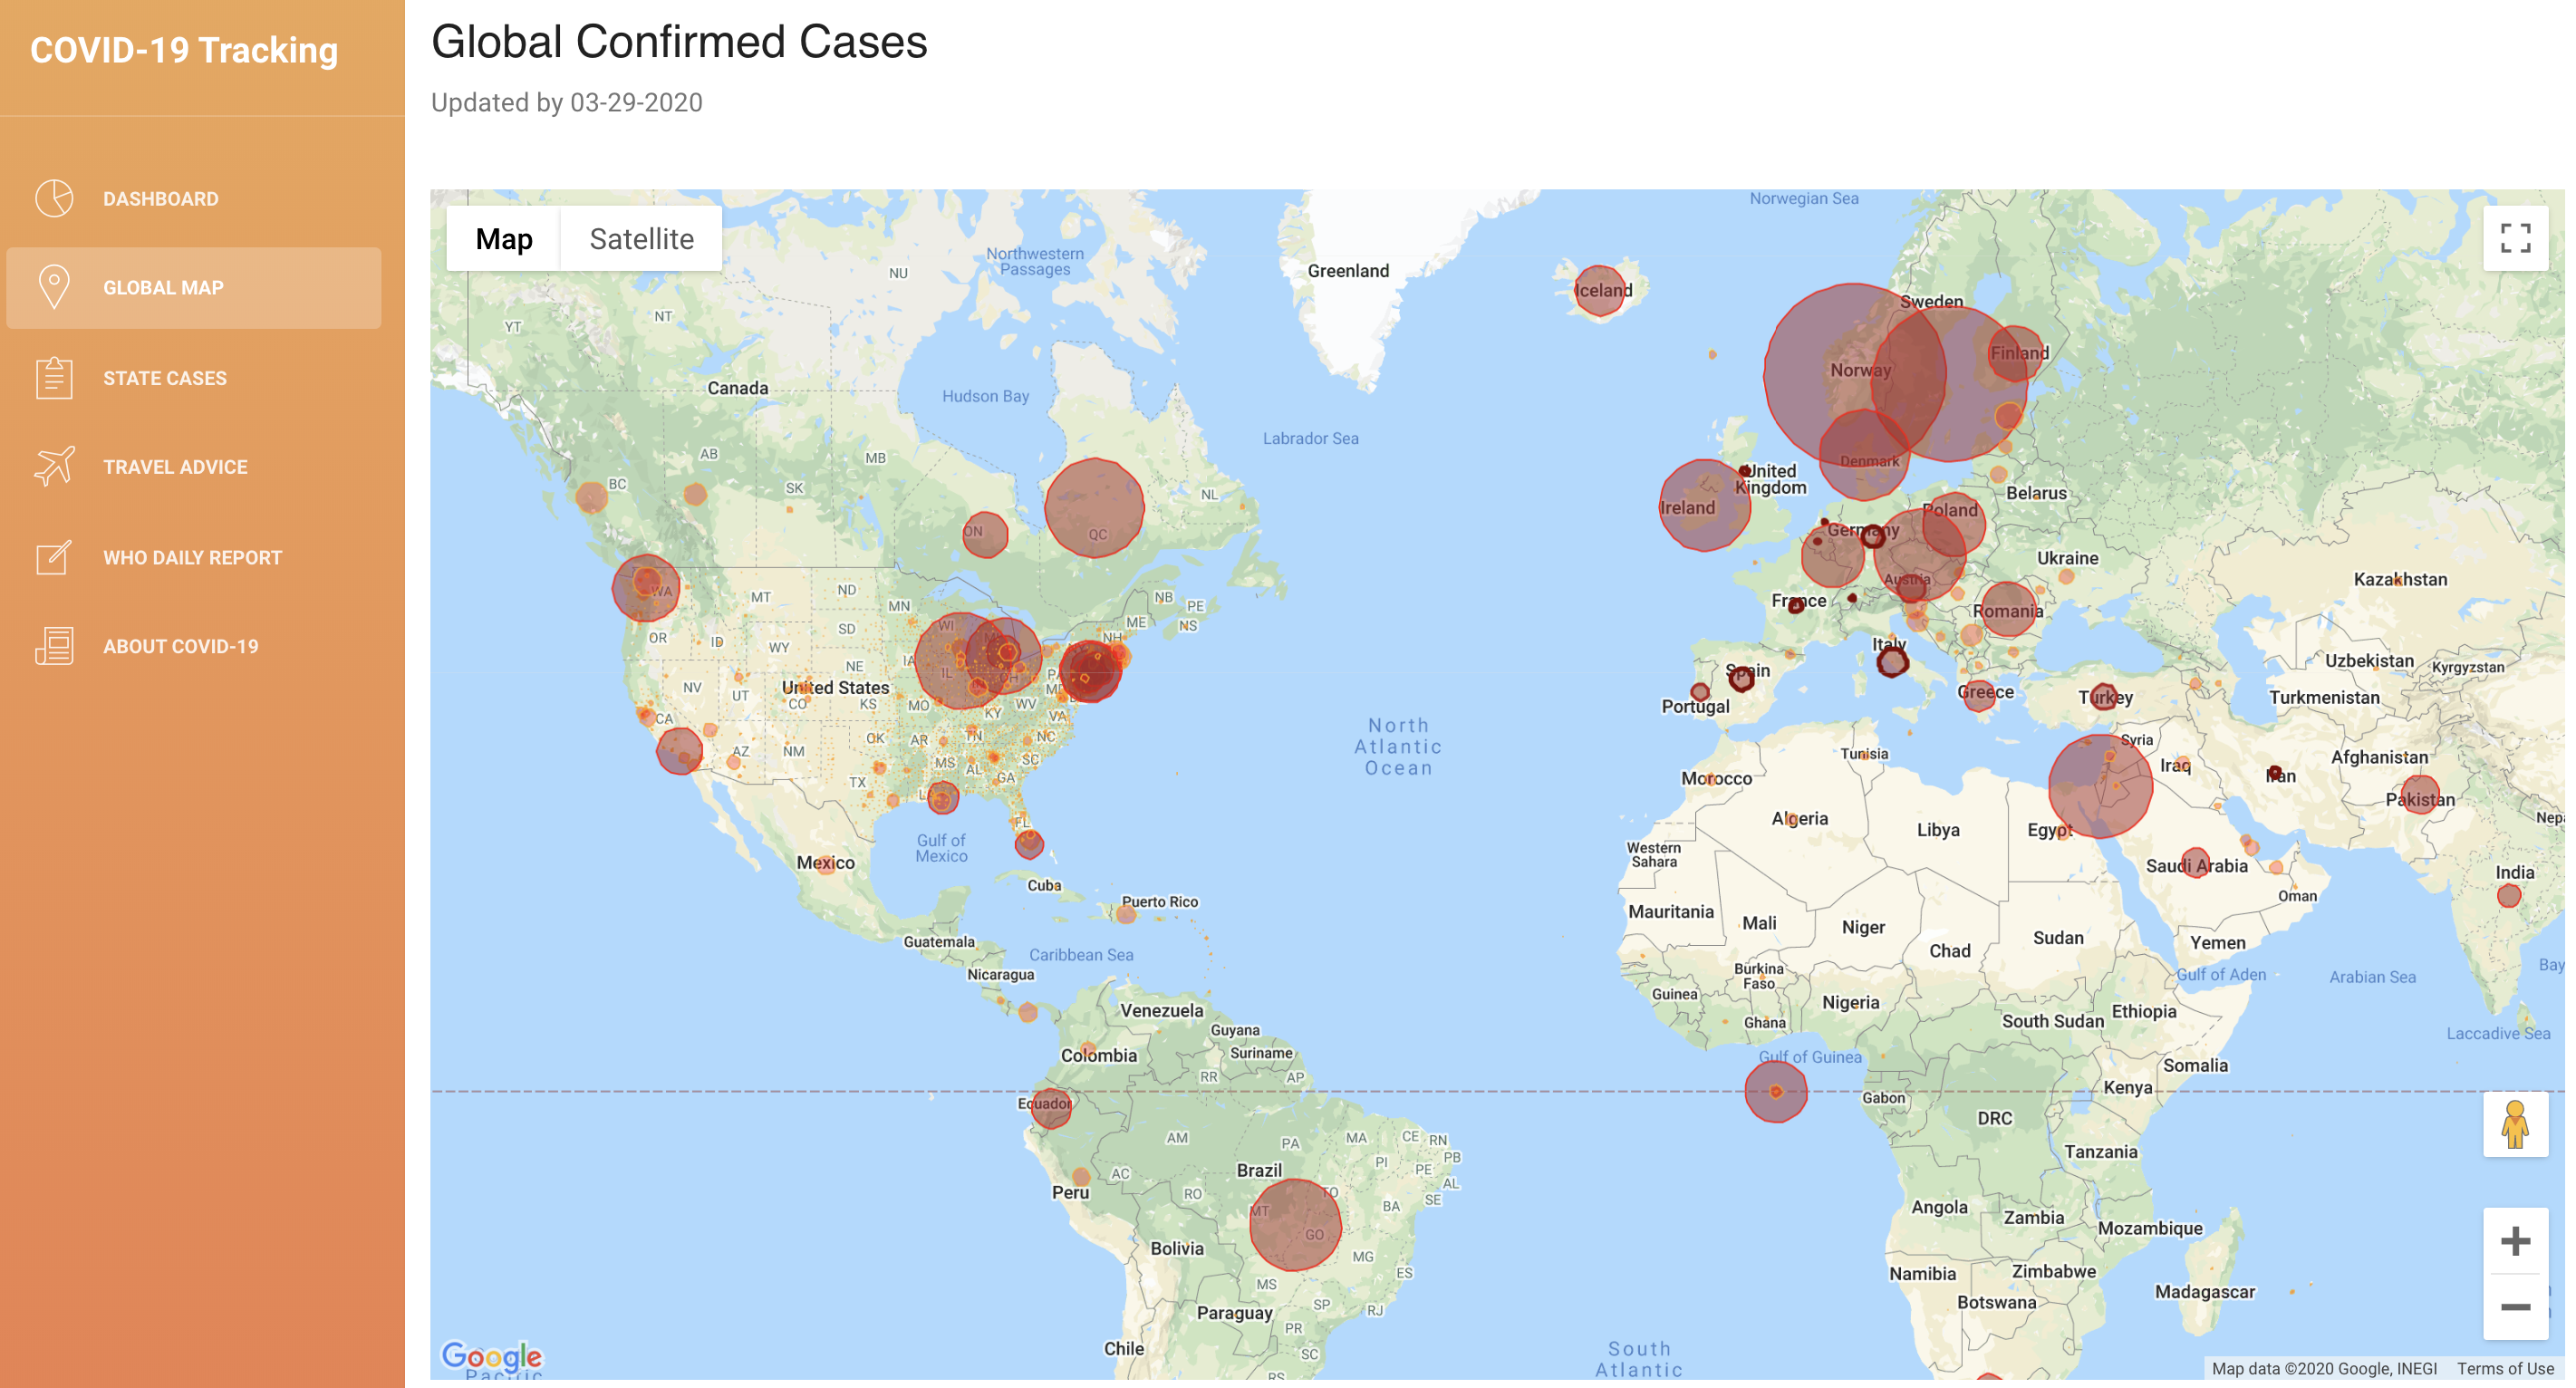 COVID-19 Tracking
DASHBOARD
GLOBAL MAP
STATE CASES
TRAVEL ADVICE
WHO DAILY REPORT
ABOUT COVID-19
Global Confirmed Cases
Updated by 03-29-2020
Map
Satellite
Norwegian Sea
Northwestern
Passages
NU
Greenland
Iceland
Sweden
NT
YT
Finland
Norway
Canada
Hudson Bay
Labrador Sea
AB
MB
Denmark
United
Kingdom
BC
SK
NL
Belarus
Ireland
Poland
ON
QC
Germany
Ukraine
Kazakhstan
Austria
WA
MT
ND
NB
PE
MN
France
Romania
OR
ID
SD
WI
ME
NS
NH
WY
Italy
IA
NE
Uzbekistan
Kyrgyzstan
NV
UT
United States
IL
OH
PA
Spain
Greece
Turkey
Turkmenistan
CO
KS
MO
WV
Portugal
CA
KY
VA
North
Atlantic
Ocean
AZ
NM
OK
AR
TN
NC
Syria
Tunisia
Afghanistan
MS
AL
SC
GA
Iraq
Iran
Morocco
TX
Pakistan
Algeria
Libya
Egypt
FL
Gulf of
Mexico
Western
Sahara
Mexico
Saudi Arabia
India
Cuba
Oman
Puerto Rico
Mauritania
Mali
Niger
Chad
Sudan
Yemen
Guatemala
Caribbean Sea
Nicaragua
Burkina
Faso
Gulf of Aden
Arabian Sea
Bay
Guinea
Nigeria
Venezuela
Ethiopia
Ghana
South Sudan
Guyana
Laccadive Sea
Colombia
Suriname
Gulf of Guinea
Somalia
RR
AP
Kenya
Ecuador
Gabon
DRC
AM
PA
MA
CE
RN
Tanzania
PB
PI
PE
Brazil
AC
AL
Peru
RO
TO
SE
MT
BA
Angola
Zambia
Mozambique
GO
Bolivia
MG
ES
Namibia
Zimbabwe
MS
Madagascar
Botswana
SP
RJ
Paraguay
PR
Chile
SC
RS
South
Atlantic
Google
Pacific
Map data ©2020 Google, INEGI
Terms of Use